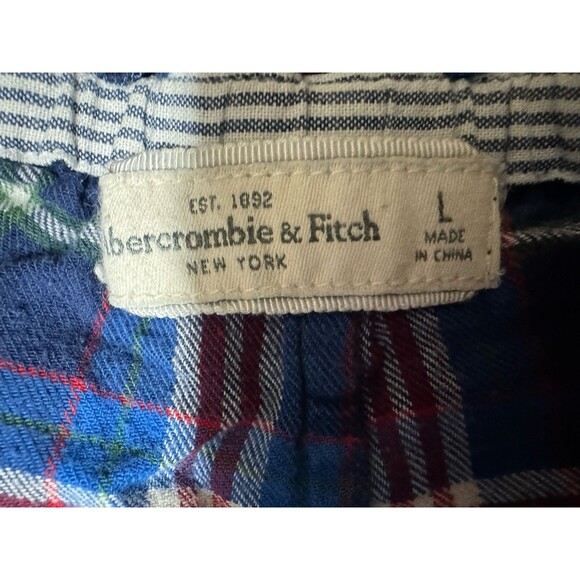 EST. 1892
Abercrombie & Fitch
NEW YORK
L
MADE
IN CHINA